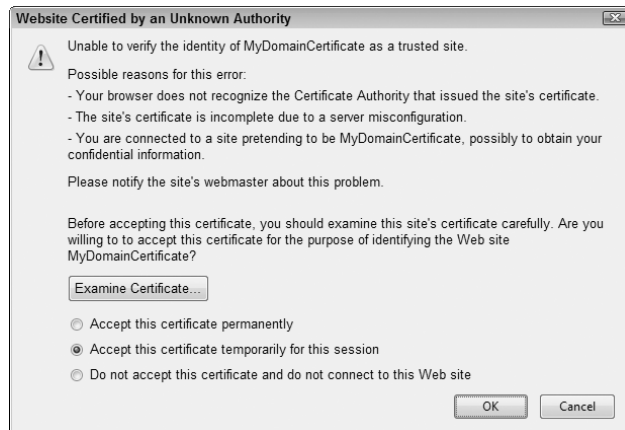 Website Certified by an Unknown Authority
Unable to verify the identity of MyDomainCertificate as a trusted site.
Possible reasons for this error:
- Your browser does not recognize the Certificate Authority that issued the site's certificate.
- The site's certificate is incomplete due to a server misconfiguration.
- You are connected to a site pretending to be MyDomainCertificate, possibly to obtain your
confidential information.
Please notify the site's webmaster about this problem.
Before accepting this certificate, you should examine this site's certificate carefully. Are you
willing to to accept this certificate for the purpose of identifying the Web site
MyDomainCertificate?
Examine Certificate...
Accept this certificate permanently
Accept this certificate temporarily for this session
Do not accept this certificate and do not connect to this Web site
OK Cancel